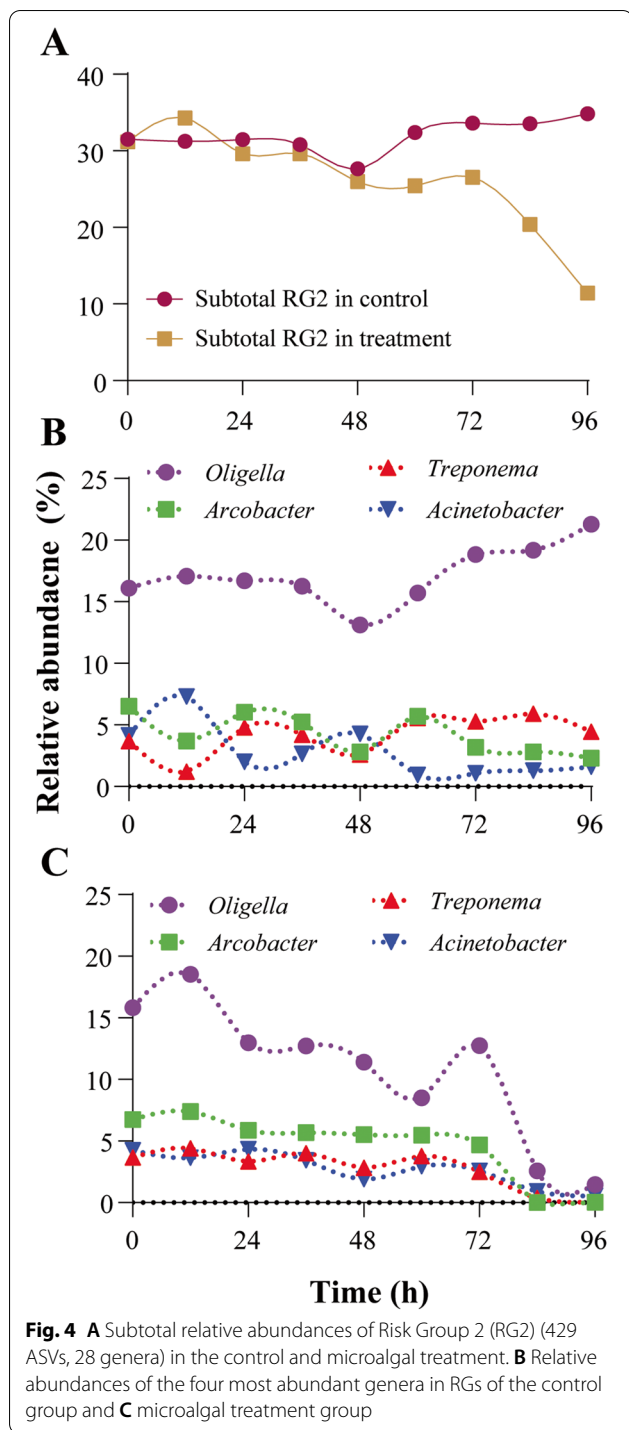 A
40
30
20
10
0
Subtotal RG2 in control
Subtotal RG2 in treatment
0 24 48 72 96
B
Relative abundacne (%)
Oligella Treponema
Arcobacter Acinetobacter
25
20
15
10
5
0
0 24 48 72 96
C
Oligella Treponema
Arcobacter Acinetobacter
25
20
15
10
5
0
0 24 48 72 96
Time (h)
Fig. 4 A Subtotal relative abundances of Risk Group 2 (RG2) (429
ASVs, 28 genera) in the control and microalgal treatment. B Relative
abundances of the four most abundant genera in RGs of the control
group and C microalgal treatment group